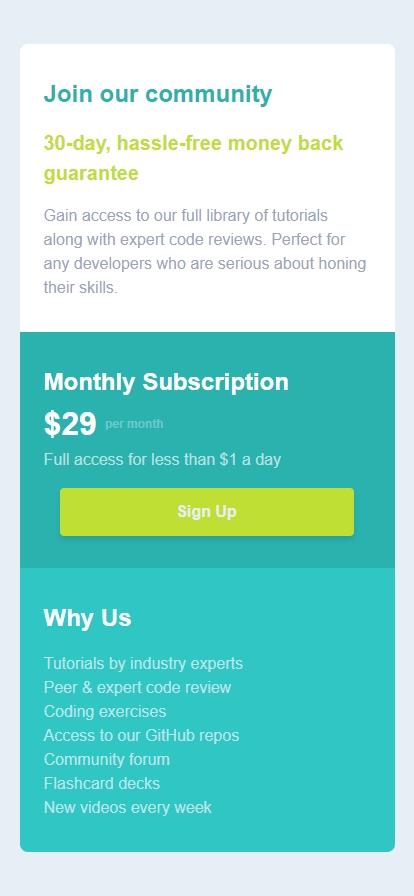 Join our community
30-day, hassle-free money back
guarantee
Gain access to our full library of tutorials
along with expert code reviews. Perfect for
any developers who are serious about honing
their skills.
Monthly Subscription
$29 per month
Full access for less than $1 a day
Sign Up
Why Us
Tutorials by industry experts
Peer & expert code review
Coding exercises
Access to our GitHub repos
Community forum
Flashcard decks
New videos every week